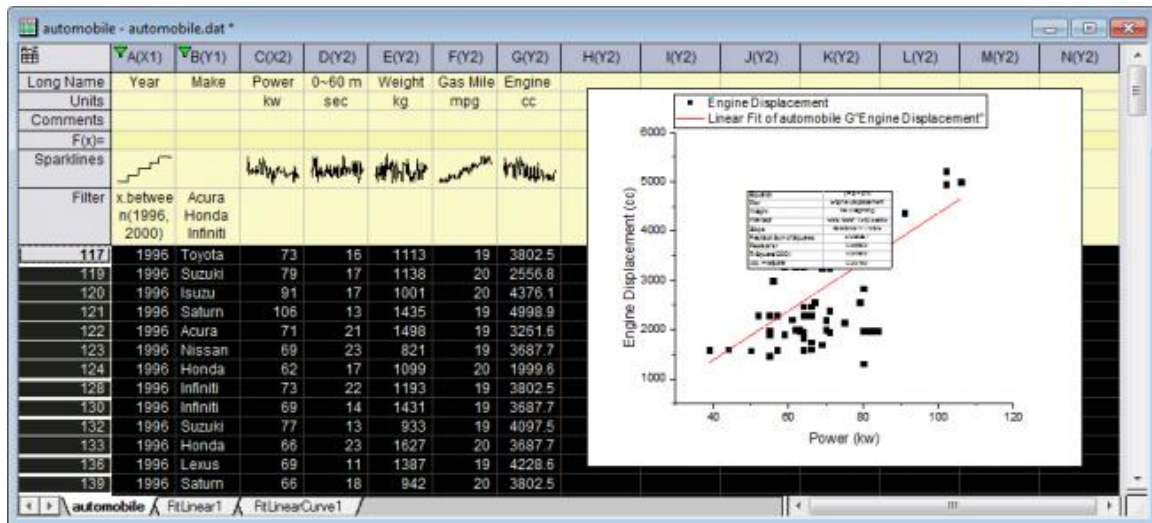 automobile - automobile.dat *
A(X1) B(Y1) C(X2) D(Y2) E(Y2) F(Y2) G(Y2) H(Y2) I(Y2) J(Y2) K(Y2) L(Y2) M(Y2) N(Y2)
Long Name Year Make Power 0~60 m Weight Gas Mile Engine
Units kw sec kg mpg cc
Comments
F(x)=
Sparklines
Filter x.betwee Acura
n(1996, Honda
2000) Infiniti
117 1996 Toyota 73 16 1113 19 3802.5
119 1996 Suzuki 79 17 1138 20 2556.8
120 1996 Isuzu 91 17 1001 20 4376.1
121 1996 Saturn 106 13 1435 19 4998.9
122 1996 Acura 71 21 1498 19 3261.6
123 1996 Nissan 69 23 821 19 3687.7
124 1996 Honda 62 17 1099 20 1999.6
128 1996 Infiniti 73 22 1193 19 3802.5
130 1996 Infiniti 69 14 1431 19 3687.7
132 1996 Suzuki 77 13 933 19 4097.5
133 1996 Honda 66 23 1627 20 3687.7
136 1996 Lexus 69 11 1387 19 4228.6
139 1996 Saturn 66 18 942 20 3802.5
Engine Displacement
Linear Fit of automobile G"Engine Displacement"
Engine Displacement (cc)
6000
5000
4000
3000
2000
1000
40 60 80 100 120
Power (kw)
automobile FitLinear1 FitLinearCurve1